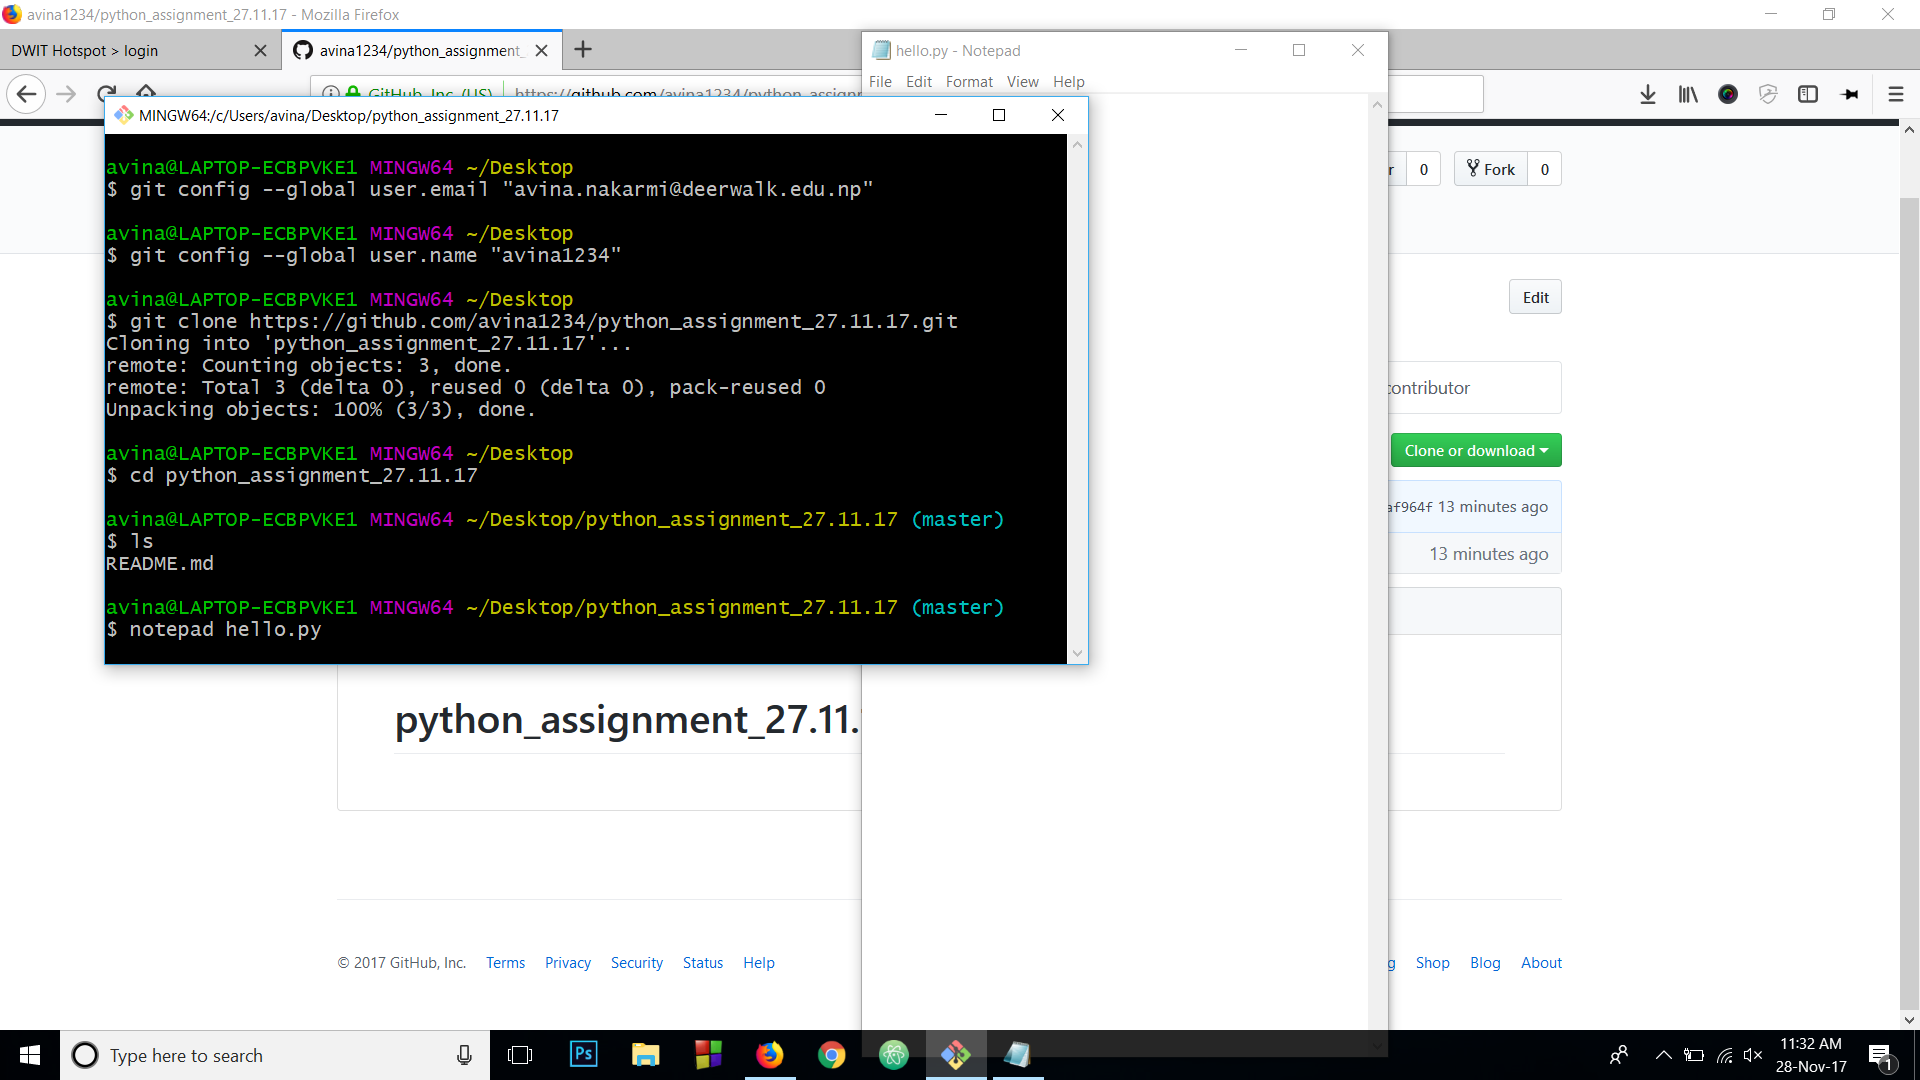 avina1234/python_assignment_27.11.17 - Mozilla Firefox
DWIT Hotspot > login
avina1234/python_assignment_
hello.py - Notepad
File Edit Format View Help
GitHub, Inc. (US)
https://github.com/avina1234/python_assignm
MINGW64:/c/Users/avina/Desktop/python_assignment_27.11.17
avina@LAPTOP-ECBPVKE1 MINGW64 ~/Desktop
$ git config --global user.email "avina.nakarmi@deerwalk.edu.np"
avina@LAPTOP-ECBPVKE1 MINGW64 ~/Desktop
$ git config --global user.name "avina1234"
avina@LAPTOP-ECBPVKE1 MINGW64 ~/Desktop
$ git clone https://github.com/avina1234/python_assignment_27.11.17.git
Cloning into 'python_assignment_27.11.17'...
remote: Counting objects: 3, done.
remote: Total 3 (delta 0), reused 0 (delta 0), pack-reused 0
Unpacking objects: 100% (3/3), done.
avina@LAPTOP-ECBPVKE1 MINGW64 ~/Desktop
$ cd python_assignment_27.11.17
avina@LAPTOP-ECBPVKE1 MINGW64 ~/Desktop/python_assignment_27.11.17 (master)
$ ls
README.md
avina@LAPTOP-ECBPVKE1 MINGW64 ~/Desktop/python_assignment_27.11.17 (master)
$ notepad hello.py
r 0 Fork 0
Edit
contributor
Clone or download
af964f 13 minutes ago
13 minutes ago
python_assignment_27.11.
© 2017 GitHub, Inc. Terms Privacy Security Status Help
g Shop Blog About
Type here to search
Ps
11:32 AM
28-Nov-17
1